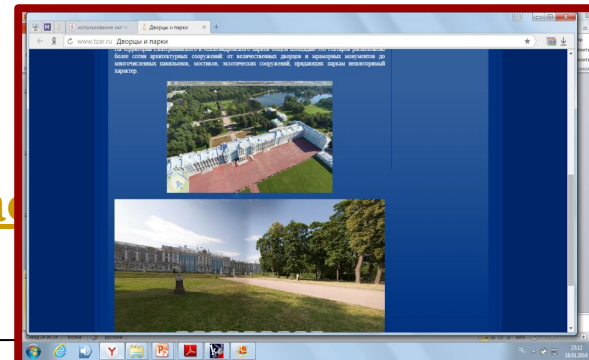 использование икт
Дворцы и парки
www.tzar.ru Дворцы и парки
более сотни архитектурных сооружений от величественных дворцов и мраморных монументов до
многочисленных павильонов, мостиков, экзотических сооружений, придающих паркам неповторимый
характер.
23:12
18.01.2016